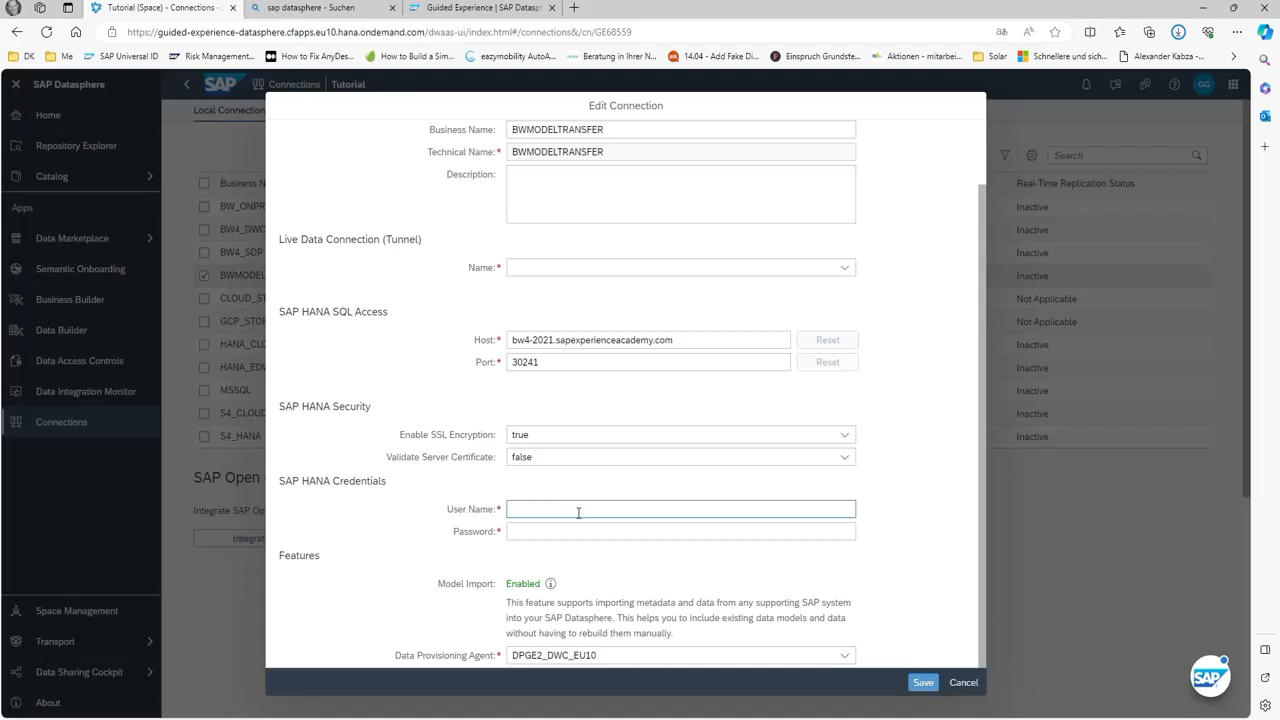 Tutorial (Space) - Connections -
sap datasphere - Suchen
Guided Experience | SAP Datasp
https://guided-experience-datasphere.cfapps.eu10.hana.ondemand.com/dwaas-ui/index.html#/connections&/cn/GE68559
SAP Universal ID
Risk Management...
How to Fix AnyDes...
How to Build a Sim...
eazymobility AutoA...
Beratung in Ihrer N...
14.04 - Add Fake Di...
Einspruch Grundste...
Aktionen - mitarbei...
Solar
Schnellere und sich...
Alexander Kabza |...
SAP Datasphere
SAP
Connections
Tutorial
GG
Home
Repository Explorer
Catalog
Apps
Data Marketplace
Semantic Onboarding
Business Builder
Data Builder
Data Access Controls
Data Integration Monitor
Connections
Space Management
Transport
Data Sharing Cockpit
About
Local Connection
Search
Business N
Real-Time Replication Status
BW_ONPR
Inactive
BW4_DWC
Inactive
BW4_SDP
Inactive
BWMODEL
Inactive
CLOUD_ST
Not Applicable
GCP_STOR
Not Applicable
HANA_CLO
Inactive
HANA_EDW
Inactive
MSSQL
Inactive
S4_CLOUD
Inactive
S4_HANA
Inactive
SAP Open
Integrate SAP Op
Integrat
Edit Connection
Business Name:
BWMODELTRANSFER
Technical Name:*
BWMODELTRANSFER
Description:
Live Data Connection (Tunnel)
Name:*
SAP HANA SQL Access
Host:*
bw4-2021.sapexperienceacademy.com
Reset
Port:*
30241
Reset
SAP HANA Security
Enable SSL Encryption:
true
Validate Server Certificate:
false
SAP HANA Credentials
User Name:*
Password:*
Features
Model Import:
Enabled
This feature supports importing metadata and data from any supporting SAP system
into your SAP Datasphere. This helps you to include existing data models and data
without having to rebuild them manually.
Data Provisioning Agent:*
DPGE2_DWC_EU10
Save
Cancel
SAP